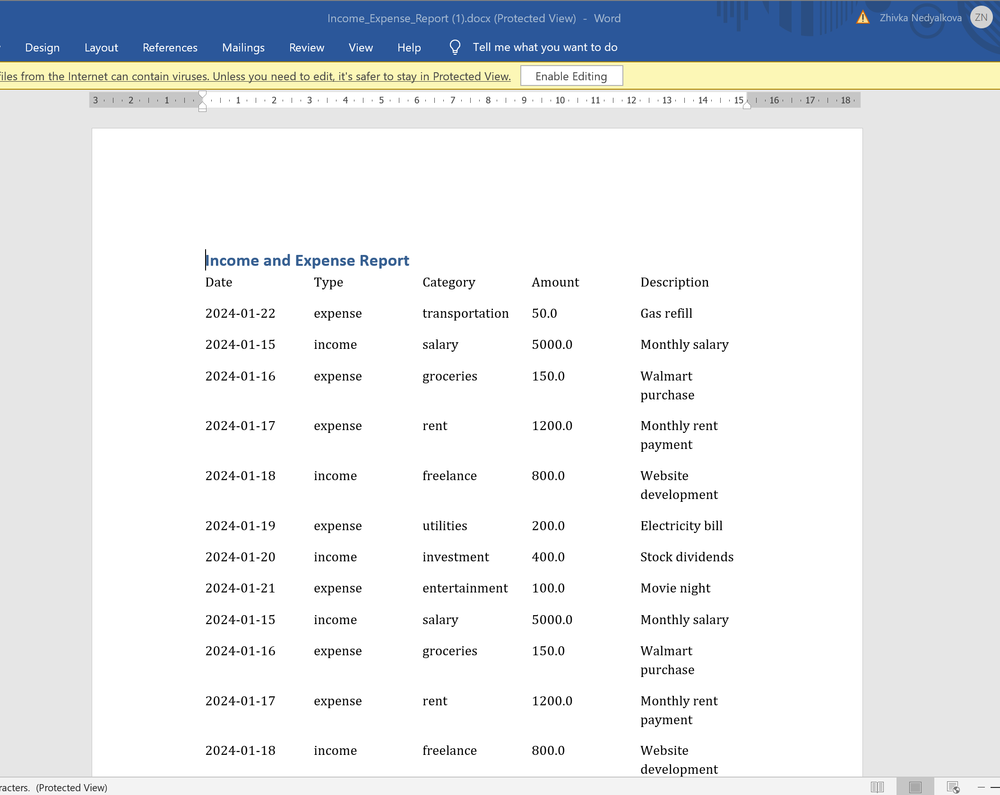 Income_Expense_Report (1).docx (Protected View) - Word
Zhivka Nedyalkova ZN
Design Layout References Mailings Review View Help Tell me what you want to do
files from the Internet can contain viruses. Unless you need to edit, it's safer to stay in Protected View. Enable Editing
3 2 1 1 2 3 4 5 6 7 8 9 10 11 12 13 14 15 16 17 18
Income and Expense Report
Date Type Category Amount Description
2024-01-22 expense transportation 50.0 Gas refill
2024-01-15 income salary 5000.0 Monthly salary
2024-01-16 expense groceries 150.0 Walmart
purchase
2024-01-17 expense rent 1200.0 Monthly rent
payment
2024-01-18 income freelance 800.0 Website
development
2024-01-19 expense utilities 200.0 Electricity bill
2024-01-20 income investment 400.0 Stock dividends
2024-01-21 expense entertainment 100.0 Movie night
2024-01-15 income salary 5000.0 Monthly salary
2024-01-16 expense groceries 150.0 Walmart
purchase
2024-01-17 expense rent 1200.0 Monthly rent
payment
2024-01-18 income freelance 800.0 Website
development
racters. (Protected View)